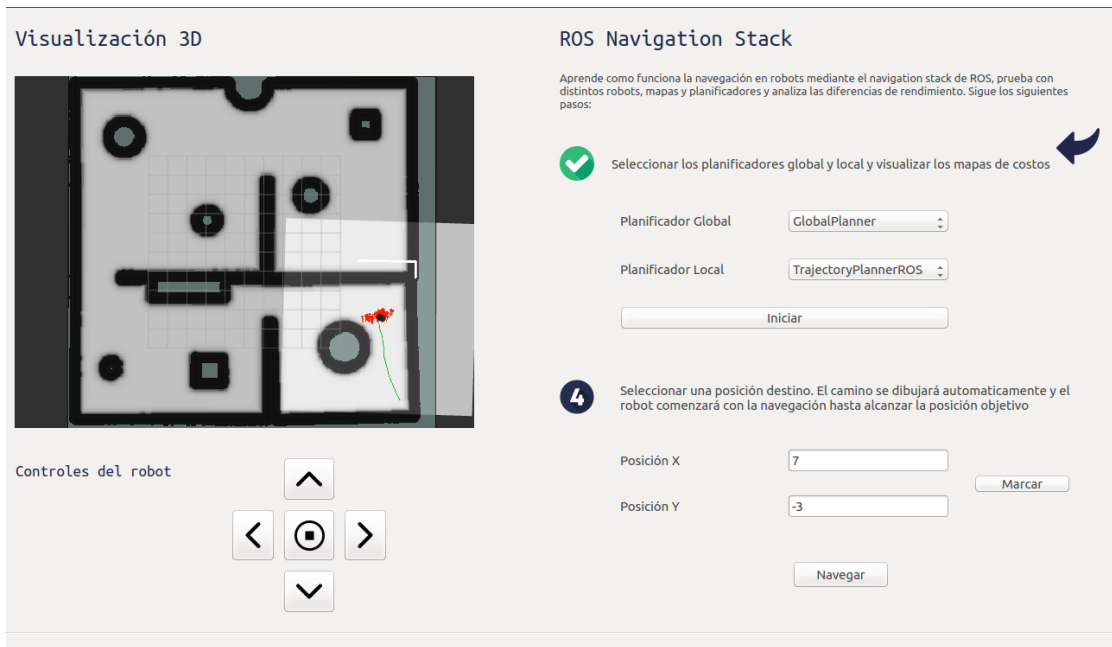 Visualización 3D
Controles del robot
ROS Navigation Stack
Aprende como funciona la navegación en robots mediante el navigation stack de ROS, prueba con
distintos robots, mapas y planificadores y analiza las diferencias de rendimiento. Sigue los siguientes
pasos:
Seleccionar los planificadores global y local y visualizar los mapas de costos
Planificador Global
GlobalPlanner
Planificador Local
TrajectoryPlannerROS
Iniciar
4
Seleccionar una posición destino. El camino se dibujará automaticamente y el
robot comenzará con la navegación hasta alcanzar la posición objetivo
Posición X
7
Marcar
Posición Y
-3
Navegar